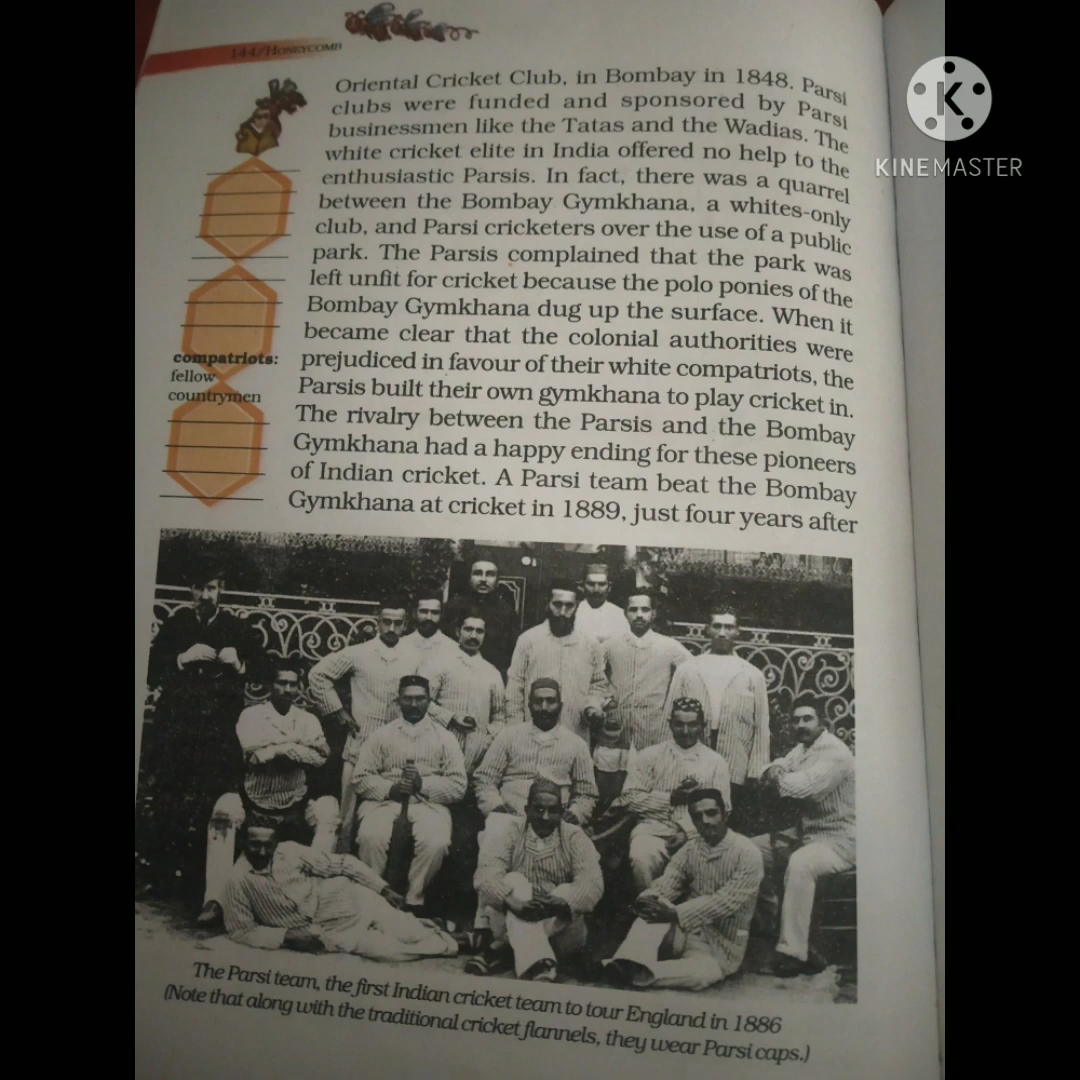 144/HONEYCOMB
Oriental Cricket Club, in Bombay in 1848. Parsi
clubs were funded and sponsored by Parsi
businessmen like the Tatas and the Wadias. The
white cricket elite in India offered no help to the
enthusiastic Parsis. In fact, there was a quarrel
between the Bombay Gymkhana, a whites-only
club, and Parsi cricketers over the use of a public
park. The Parsis complained that the park was
left unfit for cricket because the polo ponies of the
Bombay Gymkhana dug up the surface. When it
became clear that the colonial authorities were
prejudiced in favour of their white compatriots, the
Parsis built their own gymkhana to play cricket in.
The rivalry between the Parsis and the Bombay
Gymkhana had a happy ending for these pioneers
of Indian cricket. A Parsi team beat the Bombay
Gymkhana at cricket in 1889, just four years after
compatriots:
fellow
countrymen
The Parsi team, the first Indian cricket team to tour England in 1886
(Note that along with the traditional cricket flannels, they wear Parsi caps.)
K
KINEMASTER